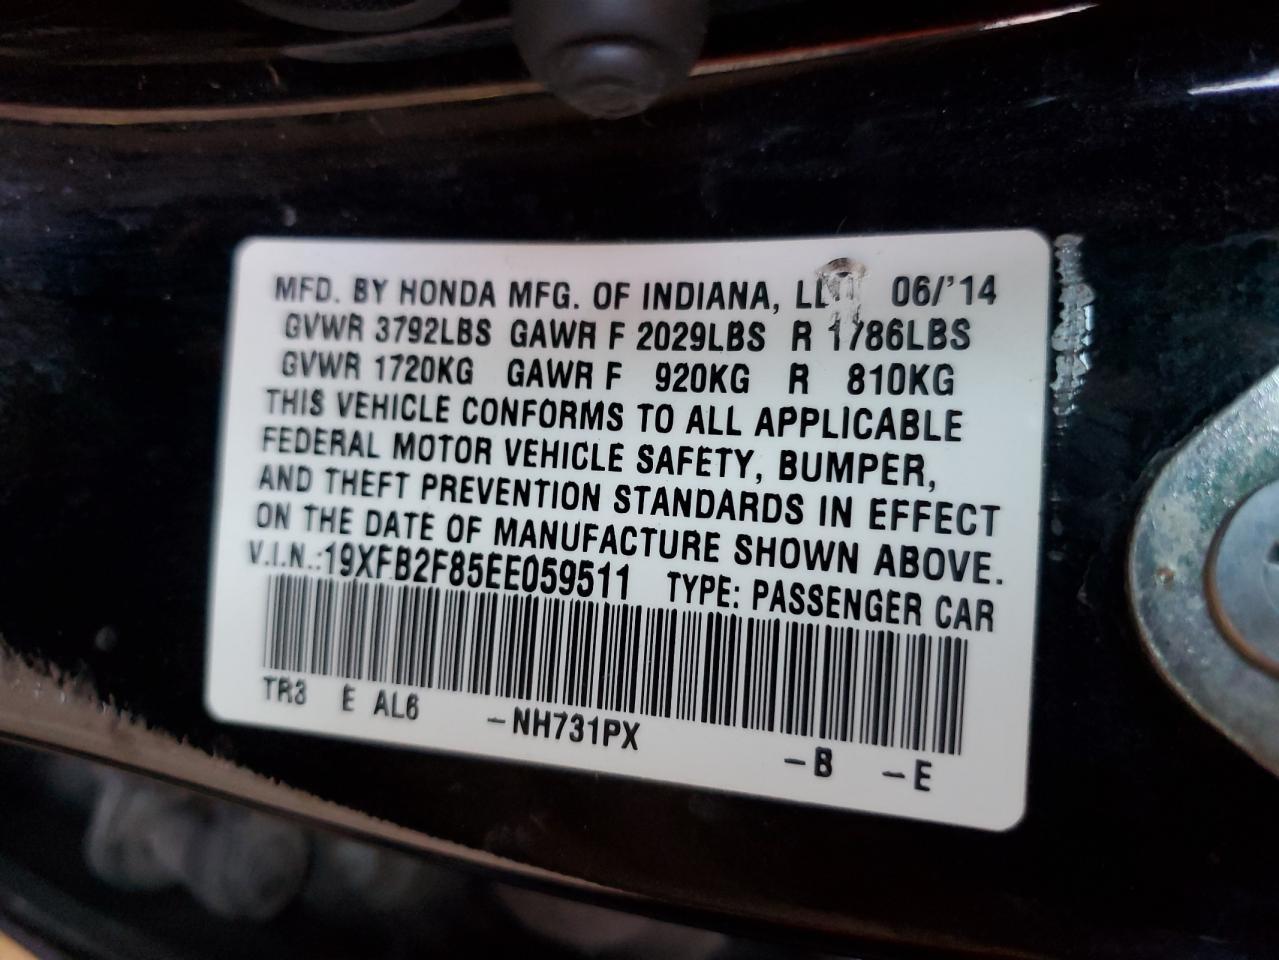 MFD. BY HONDA MFG. OF INDIANA, 06/'14
GVWR 3792LBS GAWR F 2029LBS R 1786LBS
GVWR 1720KG GAWR F 920KG R 810KG
THIS VEHICLE CONFORMS TO ALL APPLICABLE
FEDERAL MOTOR VEHICLE SAFETY, BUMPER,
AND THEFT PREVENTION STANDARDS IN EFFECT
ON THE DATE OF MANUFACTURE SHOWN ABOVE.
V.I.N.:19XFB2F85EE059511 TYPE: PASSENGER CAR
TR3 E AL6 -NH731PX -B -E